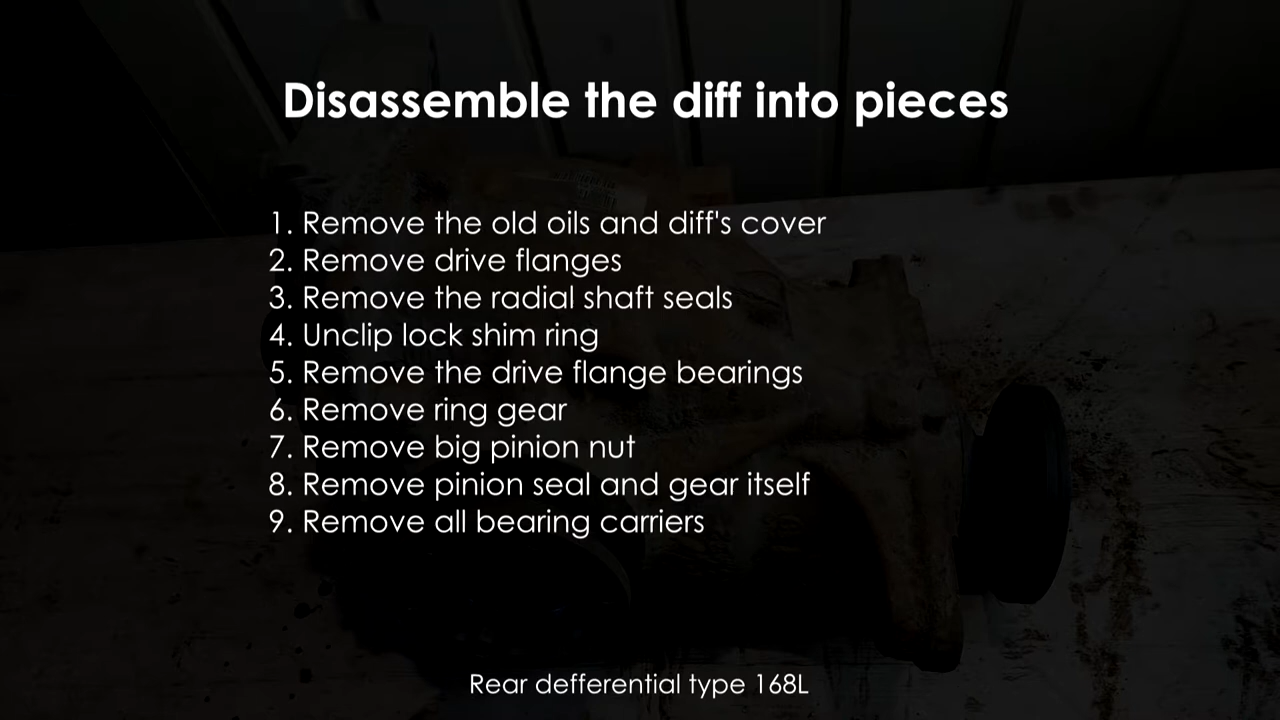 Disassemble the diff into pieces
1. Remove the old oils and diff's cover
2. Remove drive flanges
3. Remove the radial shaft seals
4. Unclip lock shim ring
5. Remove the drive flange bearings
6. Remove ring gear
7. Remove big pinion nut
8. Remove pinion seal and gear itself
9. Remove all bearing carriers
Rear defferential type 168L